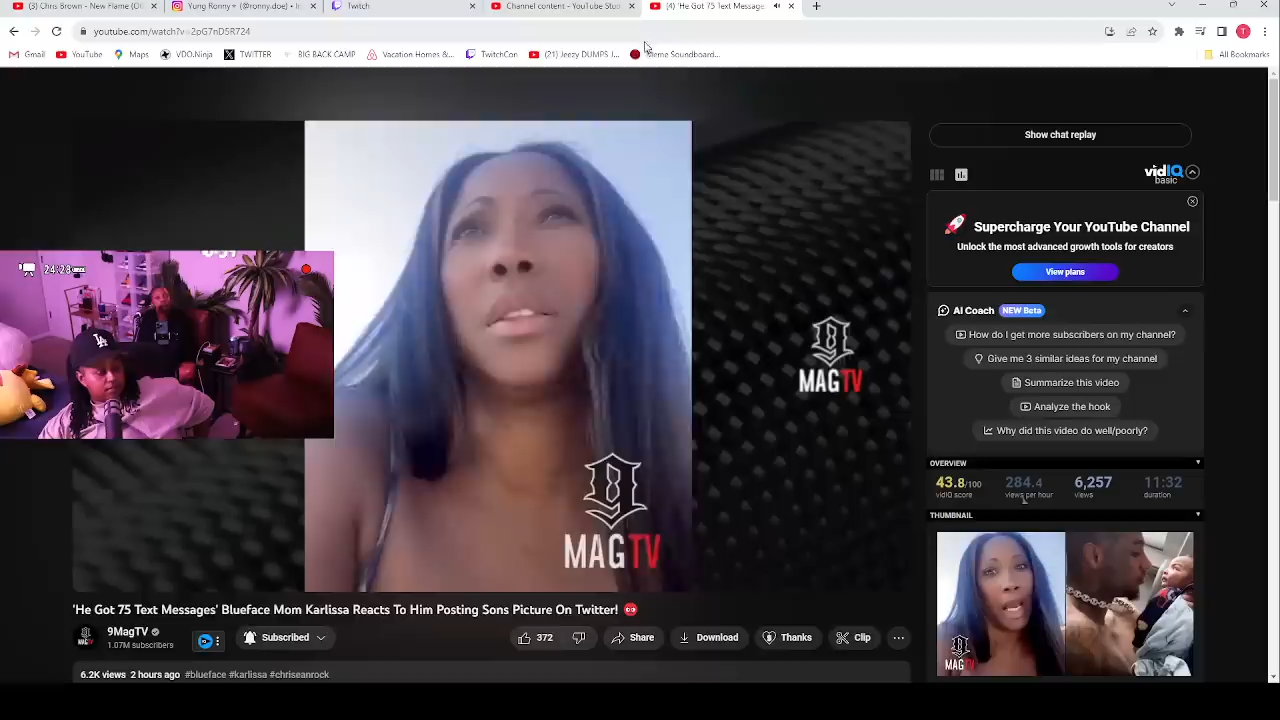 (3) Chris Brown - New Flame (O
Yung Ronny+ (@ronny.doe) • I
Twitch
Channel content - YouTube Stud
(4) 'He Got 75 Text Message
youtube.com/watch?v=2pG7nD5R724
Gmail
YouTube
Maps
VDO.Ninja
TWITTER
BIG BACK CAMP
Vacation Homes &...
TwitchCon
(21) Jeezy DUMPS J...
Meme Soundboard...
All Bookmarks
Show chat replay
vidIQ
basic
Supercharge Your YouTube Channel
Unlock the most advanced growth tools for creators
View plans
24:28
LA
AI Coach NEW Beta
How do I get more subscribers on my channel?
Give me 3 similar ideas for my channel
Summarize this video
Analyze the hook
Why did this video do well/poorly?
9
MAGTV
9
MAGTV
OVERVIEW
43.8/100
vidIQ score
284.4
views per hour
6,257
views
11:32
duration
THUMBNAIL
MAGTV
'He Got 75 Text Messages' Blueface Mom Karlissa Reacts To Him Posting Sons Picture On Twitter!
9MagTV
1.07M subscribers
Subscribed
372
Share
Download
Thanks
Clip
6.2K views 2 hours ago #blueface #karlissa #chriseanrock